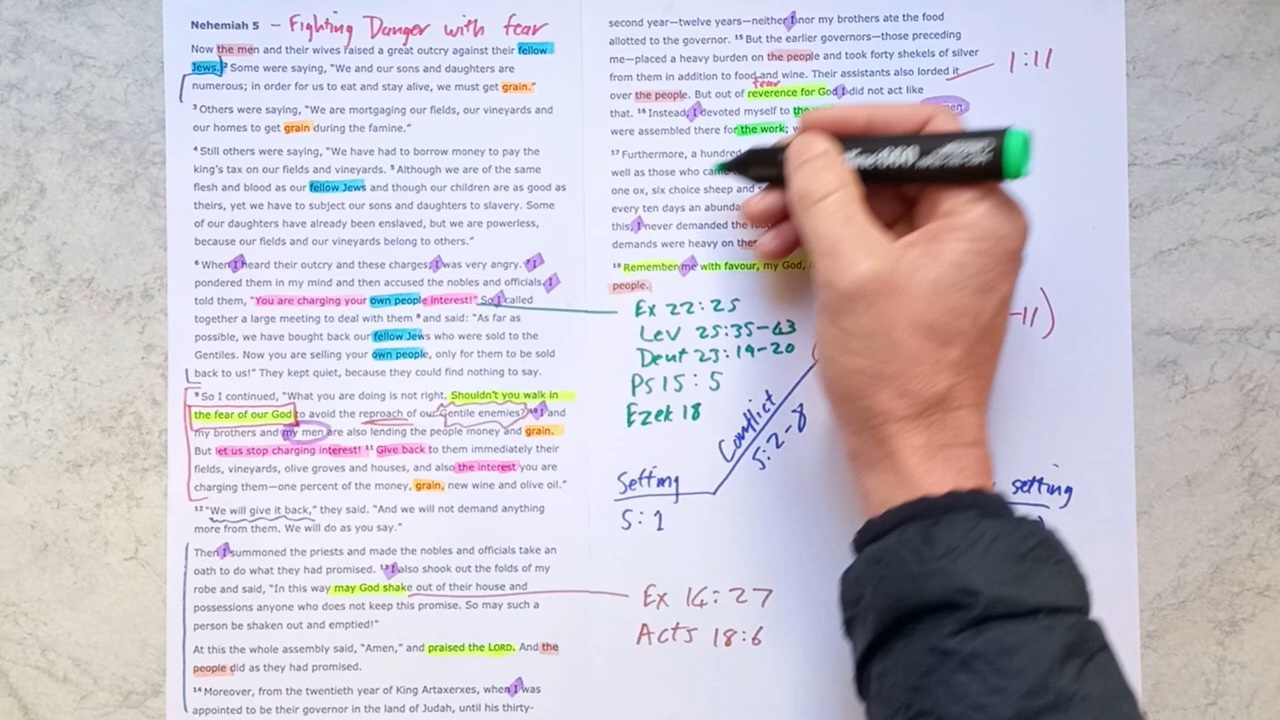 Nehemiah 5 - Fighting Danger with fear
Now the men and their wives raised a great outcry against their fellow
Jews. 2 Some were saying, “We and our sons and daughters are
numerous; in order for us to eat and stay alive, we must get grain.”
3 Others were saying, “We are mortgaging our fields, our vineyards and
our homes to get grain during the famine.”
4 Still others were saying, “We have had to borrow money to pay the
king’s tax on our fields and vineyards. 5 Although we are of the same
flesh and blood as our fellow Jews and though our children are as good as
theirs, yet we have to subject our sons and daughters to slavery. Some
of our daughters have already been enslaved, but we are powerless,
because our fields and our vineyards belong to others.”
6 When I heard their outcry and these charges, I was very angry. 7 I
pondered them in my mind and then accused the nobles and officials. I
told them, “You are charging your own people interest!” So I called
together a large meeting to deal with them 8 and said: “As far as
possible, we have bought back our fellow Jews who were sold to the
Gentiles. Now you are selling your own people, only for them to be sold
back to us!” They kept quiet, because they could find nothing to say.
9 So I continued, “What you are doing is not right. Shouldn’t you walk in
the fear of our God to avoid the reproach of our Gentile enemies? 10 I and
my brothers and my men are also lending the people money and grain.
But let us stop charging interest! 11 Give back to them immediately their
fields, vineyards, olive groves and houses, and also the interest you are
charging them—one percent of the money, grain, new wine and olive oil.”
12 “We will give it back,” they said. “And we will not demand anything
more from them. We will do as you say.”
Then I summoned the priests and made the nobles and officials take an
oath to do what they had promised. 13 I also shook out the folds of my
robe and said, “In this way may God shake out of their house and
possessions anyone who does not keep this promise. So may such a
person be shaken out and emptied!”
At this the whole assembly said, “Amen,” and praised the LORD. And the
people did as they had promised.
14 Moreover, from the twentieth year of King Artaxerxes, when I was
appointed to be their governor in the land of Judah, until his thirty-
second year—twelve years—neither I nor my brothers ate the food
allotted to the governor. 15 But the earlier governors—those preceding
me—placed a heavy burden on the people and took forty shekels of silver
from them in addition to food and wine. Their assistants also lorded it
1:11
fear
over the people. But out of reverence for God I did not act like
that. 16 Instead, I devoted myself to the
men
were assembled there for the work;
17 Furthermore, a hundred
well as those who came
one ox, six choice sheep and
every ten days an abunda
this, I never demanded the
demands were heavy on
19 Remember me with favour, my God,
people.
Ex 22:25
Lev 25:35-43
Deut 23:19-20
Ps 15:5
Ezek 18
-11)
Conflict
5:2-8
Setting
5:1
setting
Ex 14:27
Acts 18:6